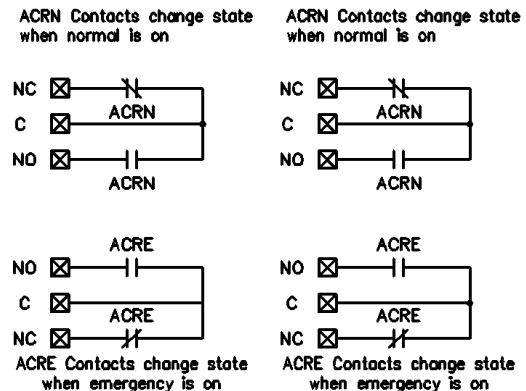 ACRN Contacts change state
when normal is on
ACRN Contacts change state
when normal is on
NC
ACRN
C
NO
ACRN
NC
ACRN
C
NO
ACRN
ACRE
NO
C
ACRE
NC
ACRE Contacts change state
when emergency is on
ACRE
NO
C
ACRE
NC
ACRE Contacts change state
when emergency is on